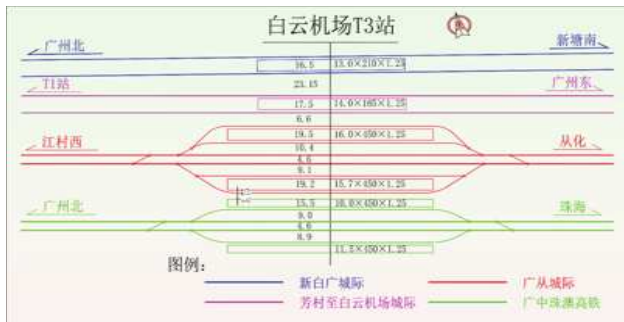 白云机场T3站
广州北
新塘南
16.5 13.0×210×1.25
T1站 23.15 广州东
17.5 14.0×165×1.25
6.6
19.5 16.0×450×1.25
江村西 10.4 从化
4.6
9.1
19.2 15.7×450×1.25
15.5 10.0×450×1.25
广州北 9.0 珠海
4.6
8.9
11.5×450×1.25
图例：
新白广城际 广从城际
芳村至白云机场城际 广中珠澳高铁